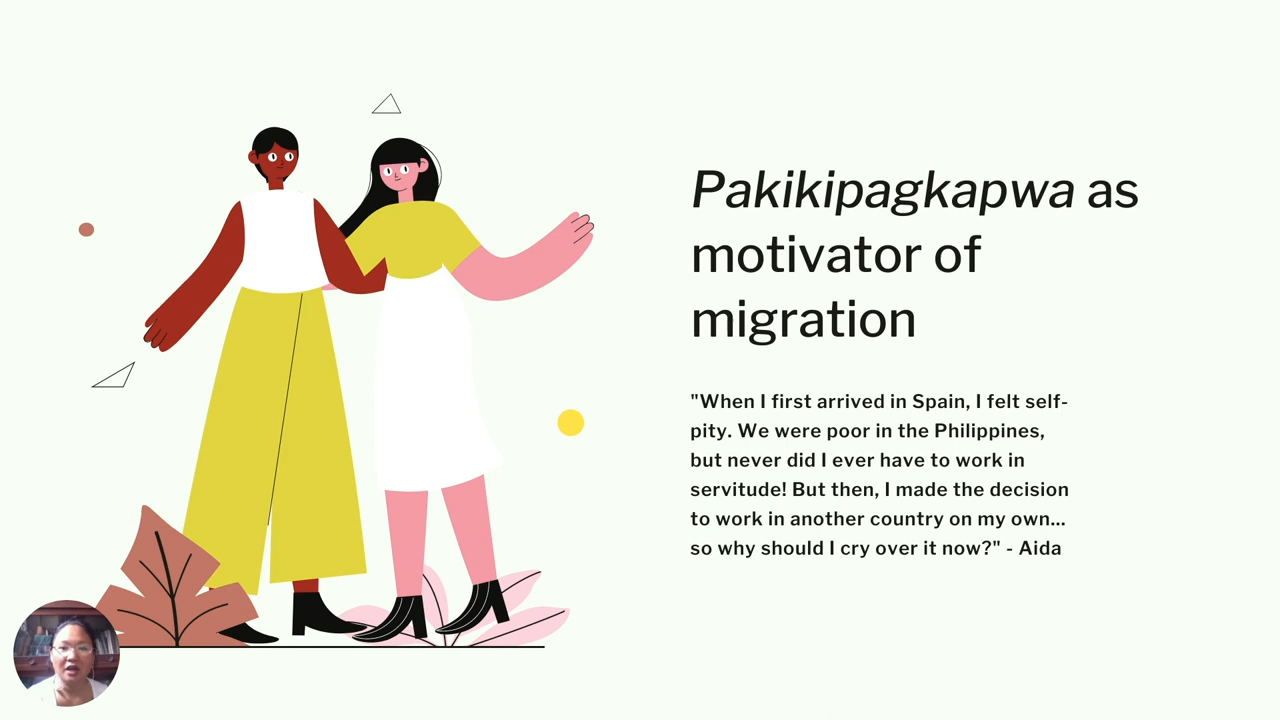 Pakikipagkapwa as
motivator of
migration
"When I first arrived in Spain, I felt self-
pity. We were poor in the Philippines,
but never did I ever have to work in
servitude! But then, I made the decision
to work in another country on my own...
so why should I cry over it now?" - Aida